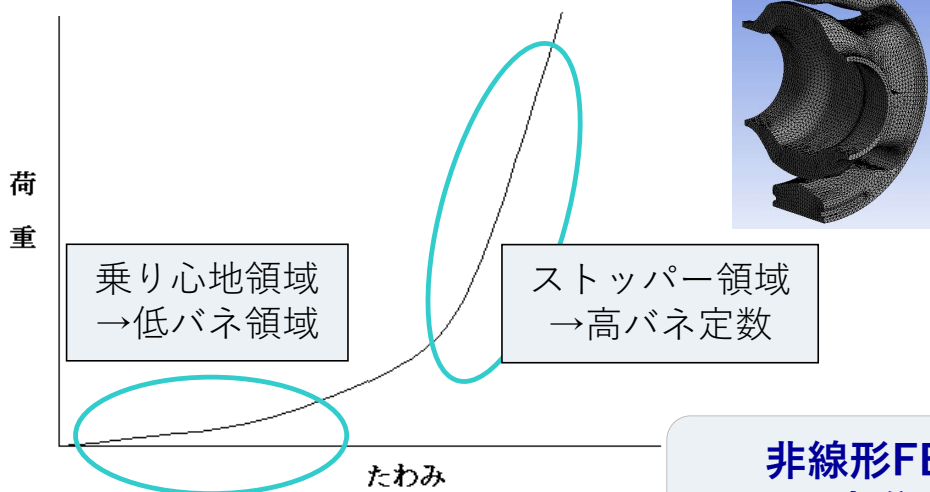 荷
重
乗り心地領域
→低バネ領域
ストッパー領域
→高バネ定数
たわみ
非線形FE